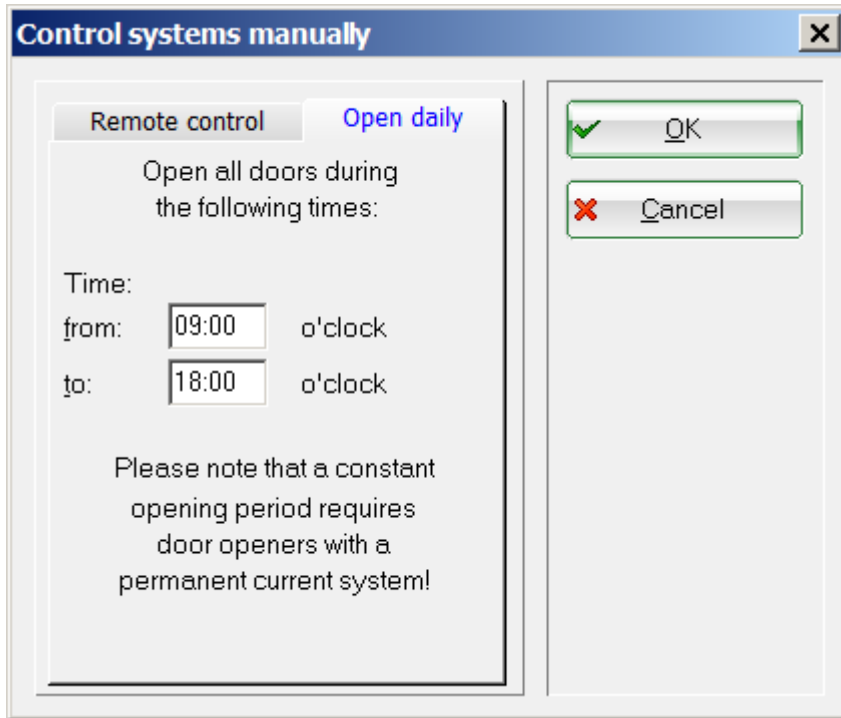 Control systems manually
Remote control
Open daily
Open all doors during
the following times:
Time:
from: 09:00 o'clock
to: 18:00 o'clock
Please note that a constant
opening period requires
door openers with a
permanent current system!
OK
Cancel